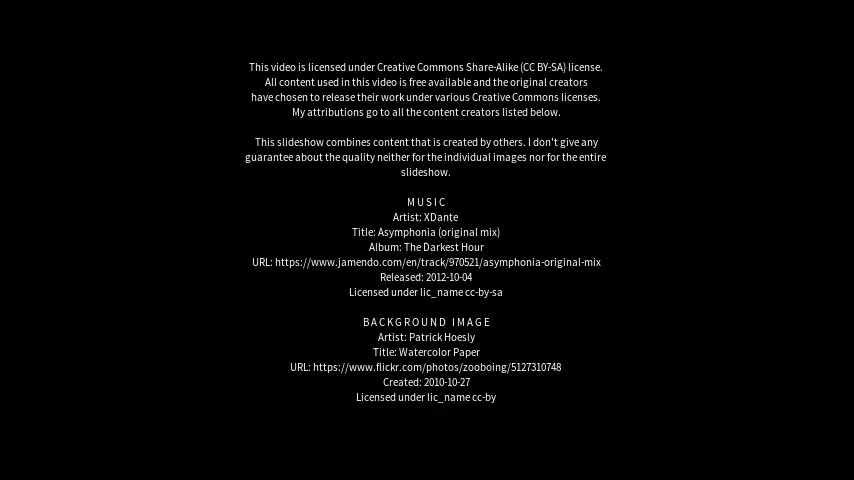 This video is licensed under Creative Commons Share-Alike (CC BY-SA) license.
All content used in this video is free available and the original creators
have chosen to release their work under various Creative Commons licenses.
My attributions go to all the content creators listed below.
This slideshow combines content that is created by others. I don't give any
guarantee about the quality neither for the individual images nor for the entire
slideshow.
MUSIC
Artist: XDante
Title: Asymphonia (original mix)
Album: The Darkest Hour
URL: https://www.jamendo.com/en/track/970521/asymphonia-original-mix
Released: 2012-10-04
Licensed under lic_name cc-by-sa
BACKGROUND IMAGE
Artist: Patrick Hoesly
Title: Watercolor Paper
URL: https://www.flickr.com/photos/zooboing/5127310748
Created: 2010-10-27
Licensed under lic_name cc-by